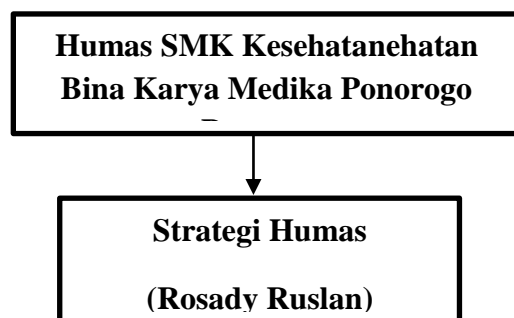 Humas SMK Kesehatanehatan
Bina Karya Medika Ponorogo
Strategi Humas
(Rosady Ruslan)